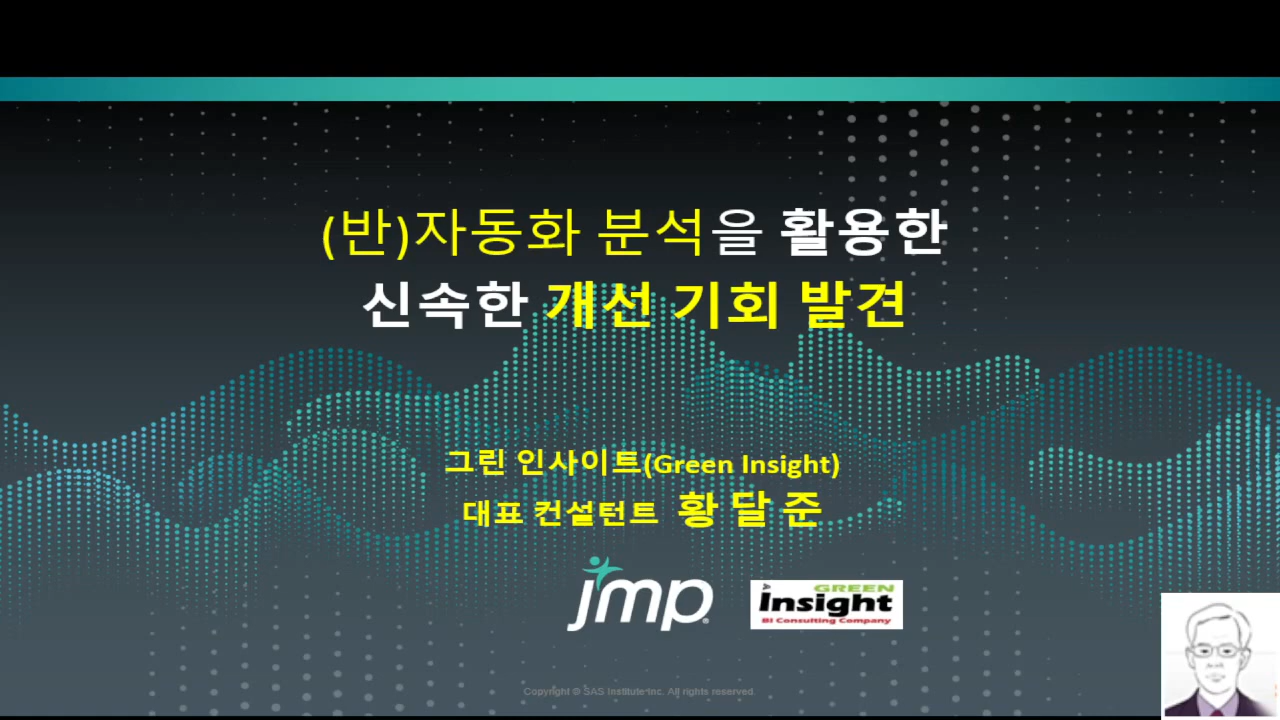 (반)자동화 분석을 활용한
신속한 개선 기회 발견
그린 인사이트(Green Insight)
대표 컨설턴트 황 달 준
jmp
GREEN
insight
BI Consulting Company
Copyright © SAS Institute Inc. All rights reserved.